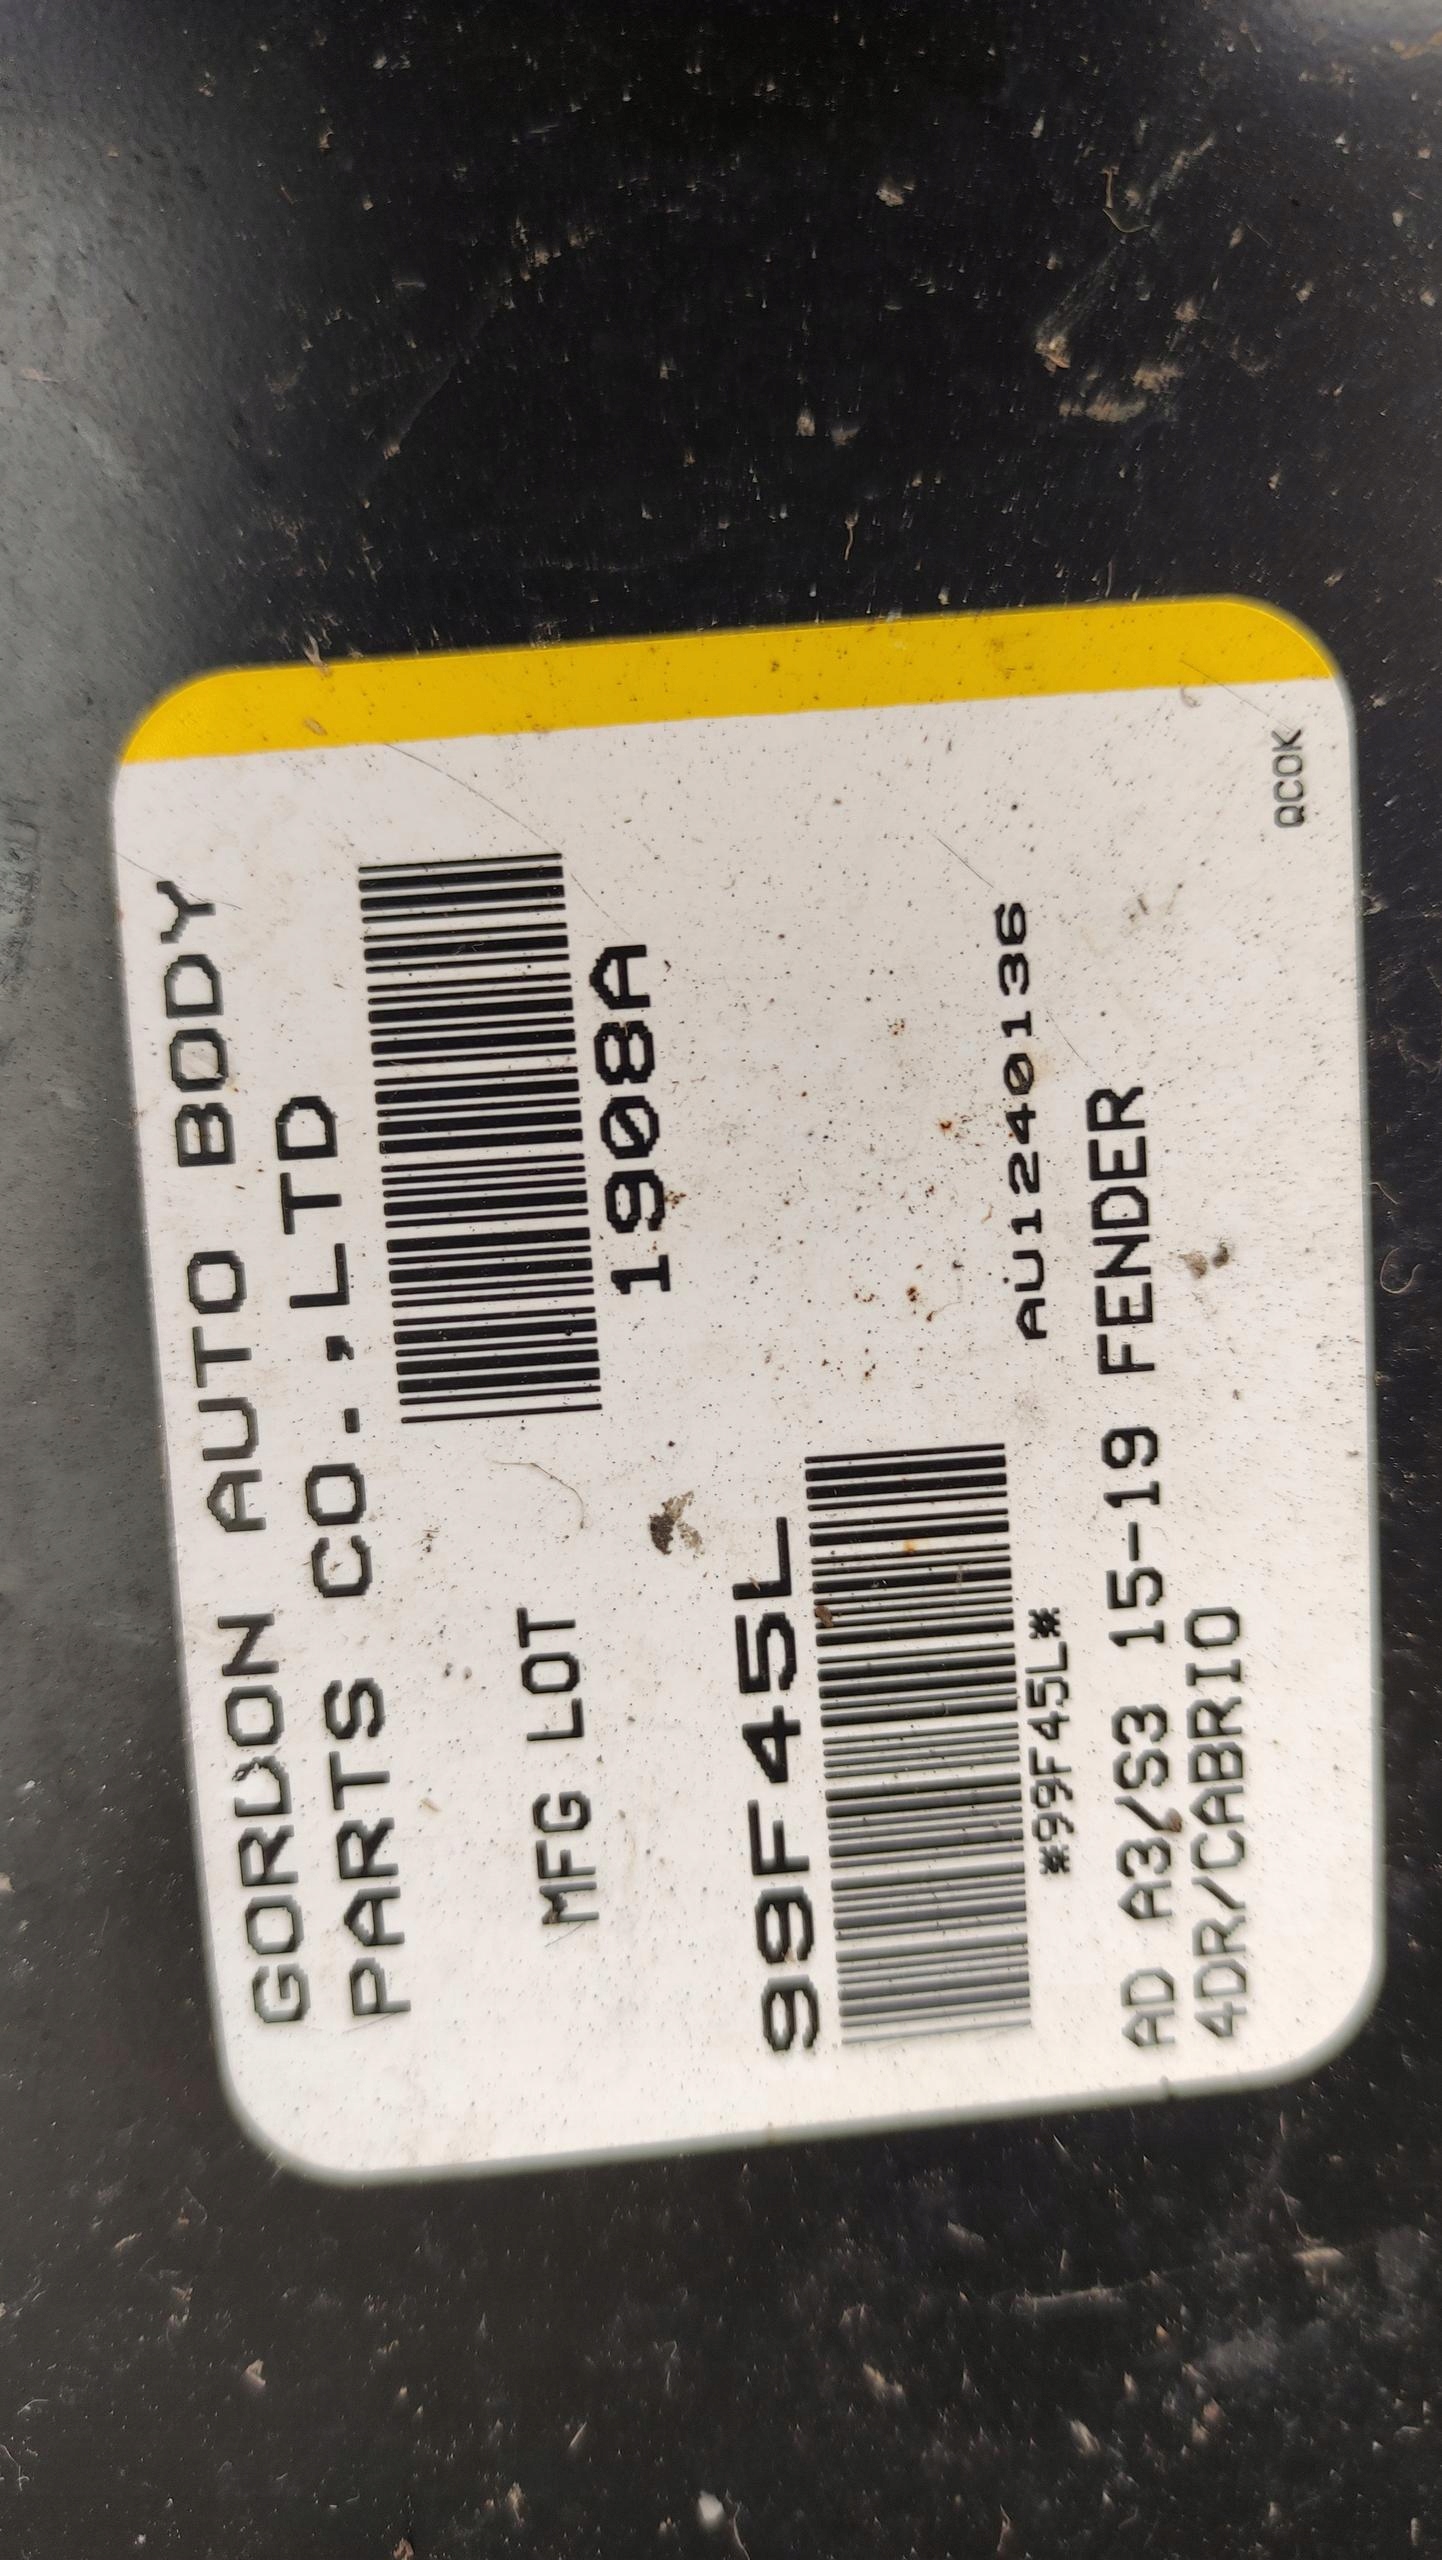 GORDON AUTO BODY
PARTS CO.,LTD
MFG LOT
1908A
99F45L
*99F45L*
AU1240136
AD A3/S3 15-19 FENDER
4DR/CABRIO
QCOK